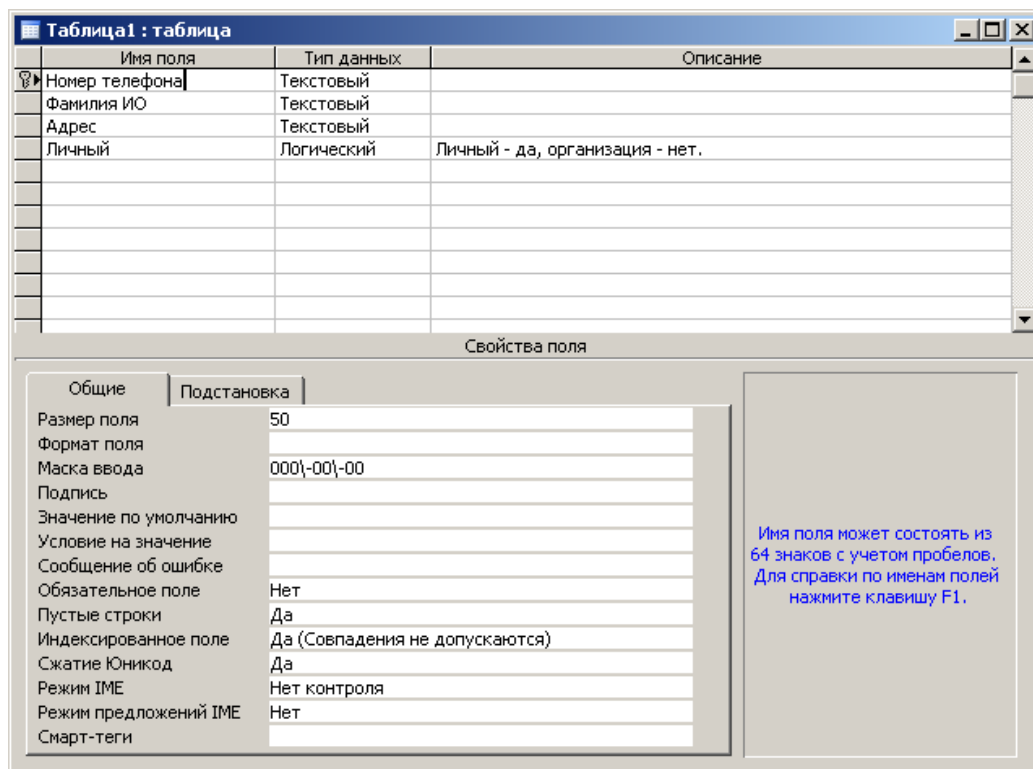 Таблица1 : таблица
Имя поля Тип данных Описание
Номер телефона Текстовый
Фамилия ИО Текстовый
Адрес Текстовый
Личный Логический Личный - да, организация - нет.
Свойства поля
Общие Подстановка
Размер поля 50
Формат поля
Маска ввода 000\-00\-00
Подпись
Значение по умолчанию
Условие на значение
Сообщение об ошибке
Обязательное поле Нет
Пустые строки Да
Индексированное поле Да (Совпадения не допускаются)
Сжатие Юникод Да
Режим IME Нет контроля
Режим предложений IME Нет
Смарт-теги
Имя поля может состоять из
64 знаков с учетом пробелов.
Для справки по именам полей
нажмите клавишу F1.